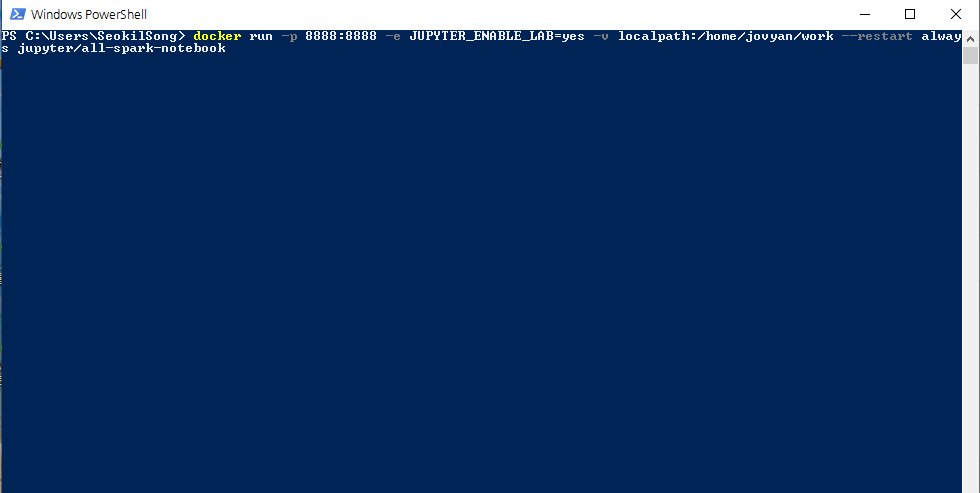 Windows PowerShell
PS C:\Users\SeokilSong> docker run -p 8888:8888 -e JUPYTER_ENABLE_LAB=yes -v localpath:/home/jovyan/work --restart alway
s jupyter/all-spark-notebook